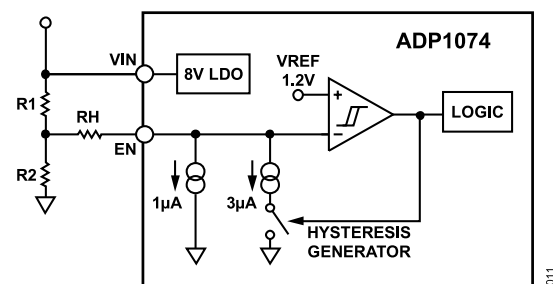 ADP1074
VIN
8V LDO
VREF
1.2V
R1
RH
LOGIC
EN
R2
1µA
3µA
HYSTERESIS
GENERATOR
+
−
011